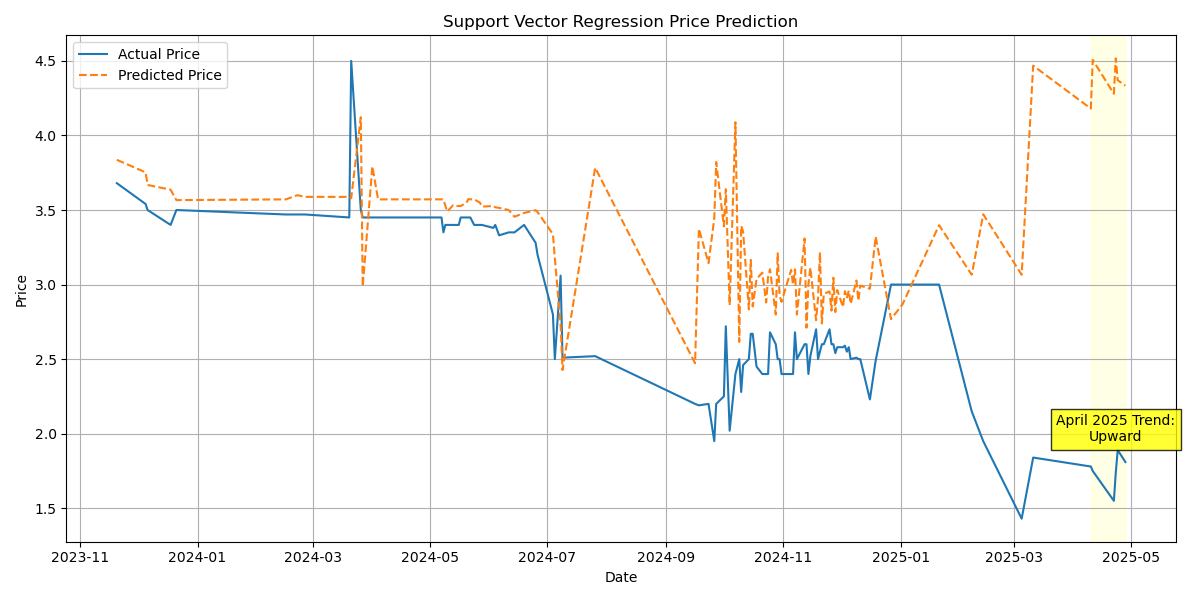 Support Vector Regression Price Prediction
Actual Price
Predicted Price
4.5
4.0
3.5
3.0
2.5
2.0
1.5
Price
April 2025 Trend:
Upward
2023-11
2024-01
2024-03
2024-05
2024-07
2024-09
2024-11
2025-01
2025-03
2025-05
Date